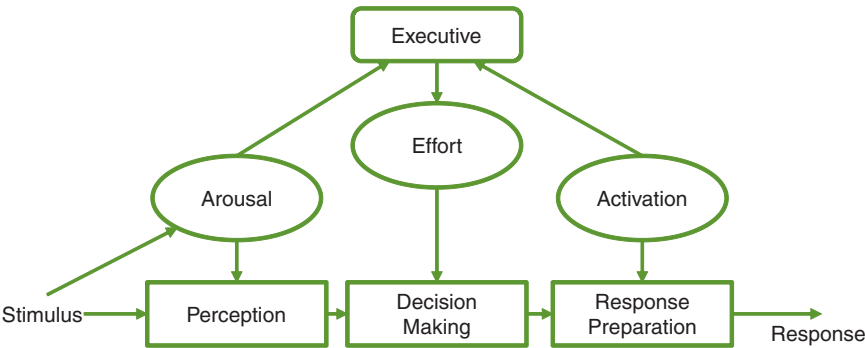 Executive
Effort
Arousal
Activation
Stimulus
Perception
Decision
Making
Response
Preparation
Response